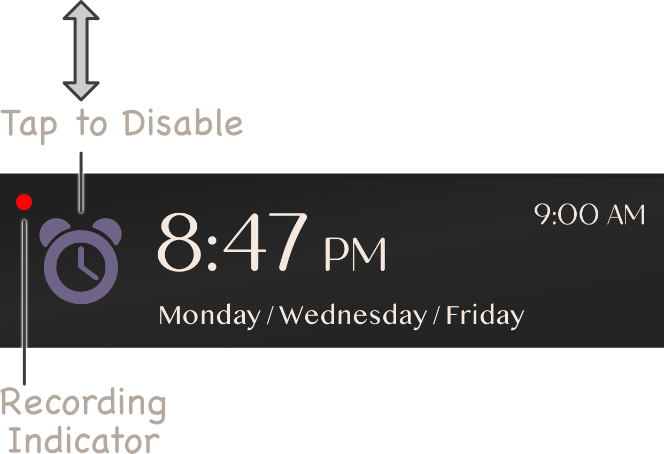 Tap to Disable
9:00 AM
8:47 PM
Monday / Wednesday / Friday
Recording
Indicator